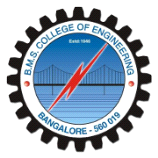 B.M.S. COLLEGE OF ENGINEERING
Estd. 1946
BANGALORE - 560 019